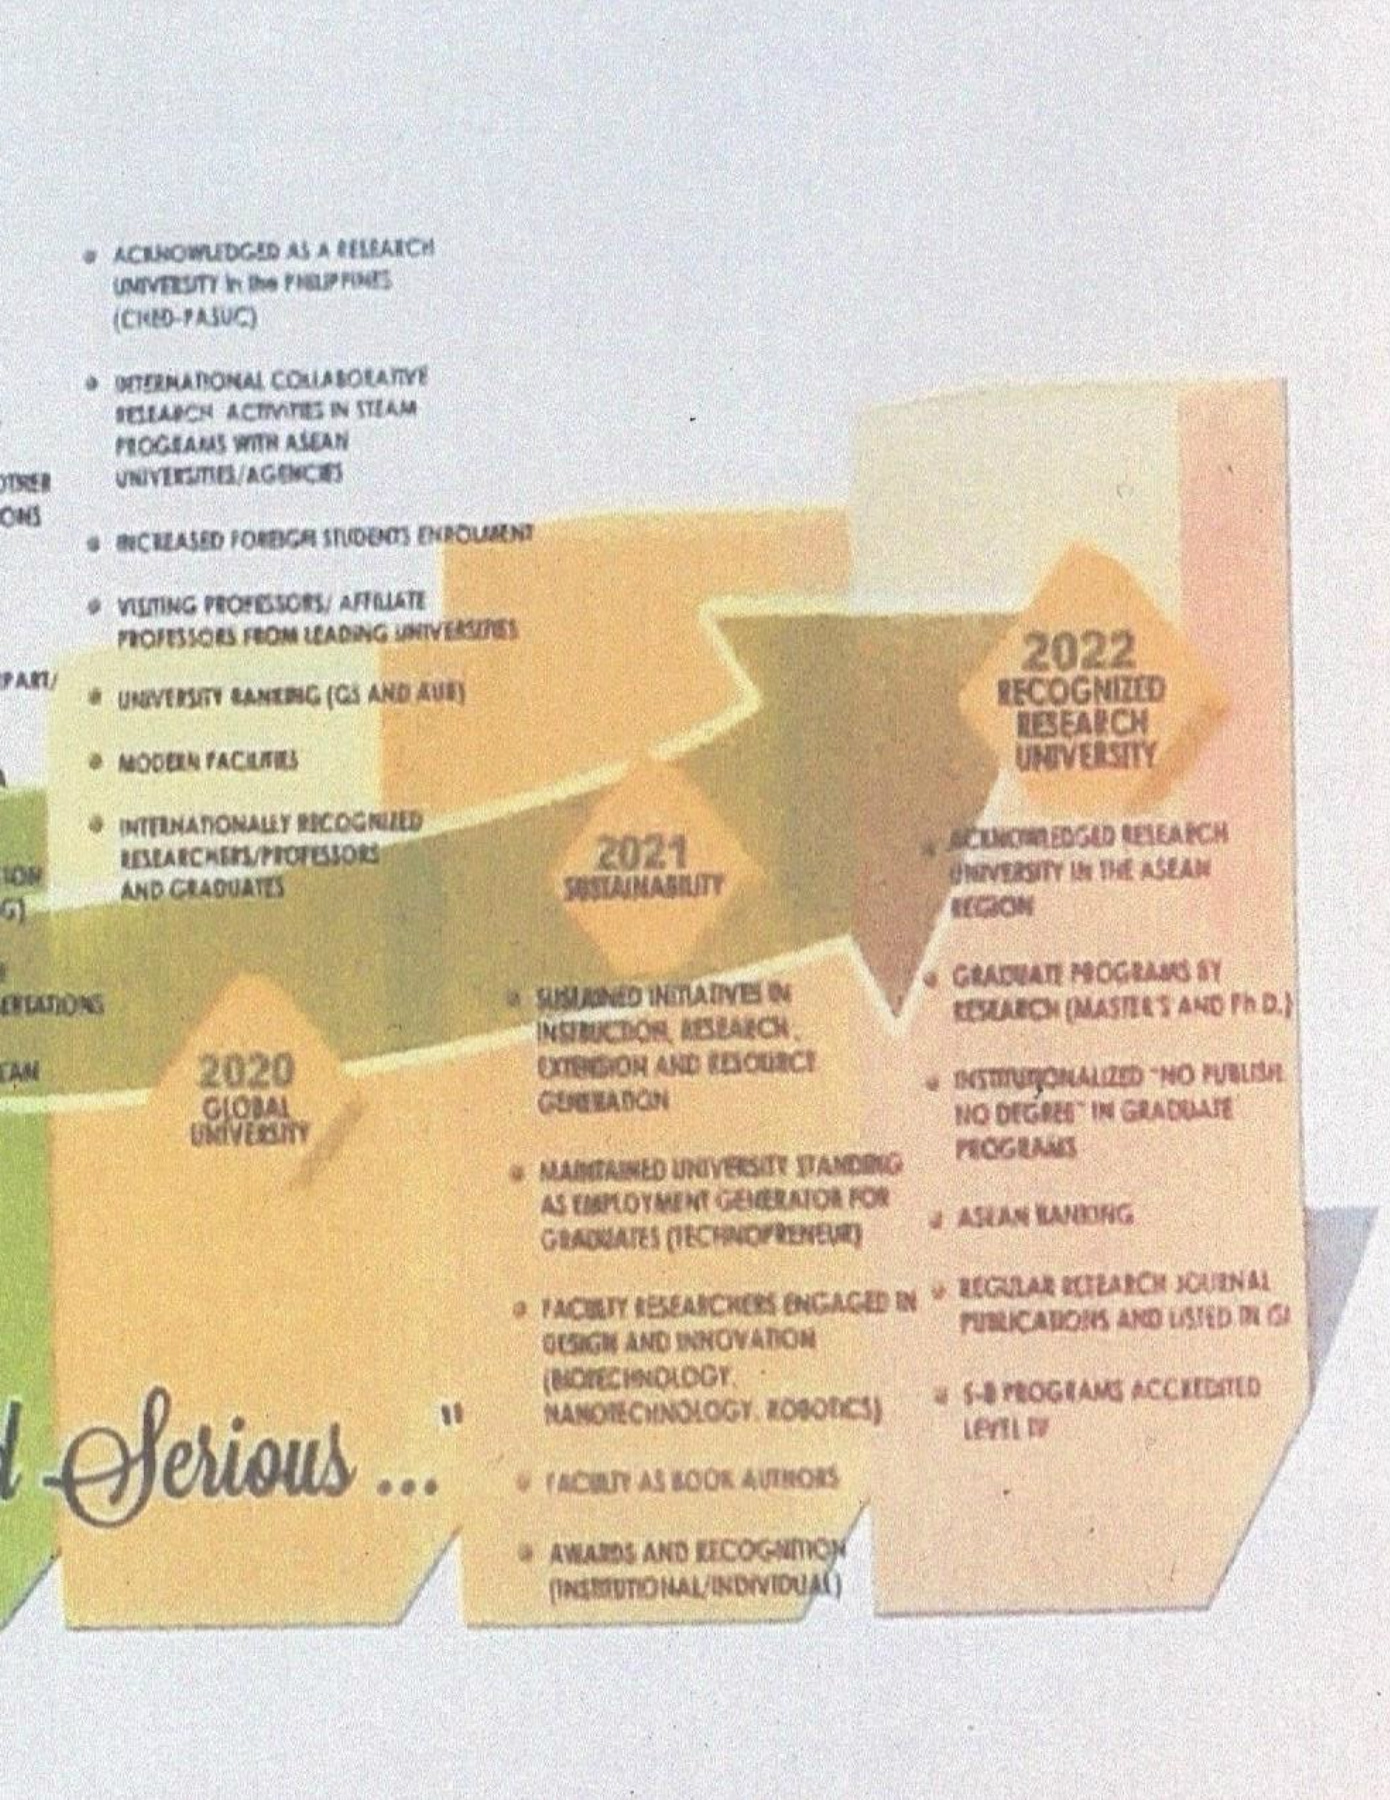 ACKNOWLEDGED AS A RESEARCH
UNIVERSITY in the PHILIPPINES
(CHED-PASUC)
INTERNATIONAL COLLABORATIVE
RESEARCH ACTIVITIES IN STEAM
PROGRAMS WITH ASEAN
UNIVERSITIES/AGENCIES
INCREASED FOREIGN STUDENTS ENROLMENT
VISITING PROFESSORS/ AFFILIATE
PROFESSORS FROM LEADING UNIVERSITIES
UNIVERSITY RANKING (QS AND AUR)
MODERN FACILITIES
INTERNATIONALLY RECOGNIZED
RESEARCHERS/PROFESSORS
AND GRADUATES
OTHER
ONS
PART/
A
ION
G)
ERTATIONS
EAM
2020
GLOBAL
UNIVERSITY
d Serious ..."
2021
SUSTAINABILITY
SUSTAINED INITIATIVES IN
INSTRUCTION, RESEARCH,
EXTENSION AND RESOURCE
GENERATION
MAINTAINED UNIVERSITY STANDING
AS EMPLOYMENT GENERATOR FOR
GRADUATES (TECHNOPRENEUR)
FACULTY RESEARCHERS ENGAGED IN
DESIGN AND INNOVATION
(BIOTECHNOLOGY,
NANOTECHNOLOGY, ROBOTICS)
FACULTY AS BOOK AUTHORS
AWARDS AND RECOGNITION
(INSTITUTIONAL/INDIVIDUAL)
2022
RECOGNIZED
RESEARCH
UNIVERSITY
ACKNOWLEDGED RESEARCH
UNIVERSITY IN THE ASEAN
REGION
GRADUATE PROGRAMS BY
RESEARCH (MASTER'S AND Ph.D.)
INSTITUTIONALIZED "NO PUBLISH,
NO DEGREE" IN GRADUATE
PROGRAMS
ASEAN RANKING
REGULAR RESEARCH JOURNAL
PUBLICATIONS AND LISTED IN
5-8 PROGRAMS ACCREDITED
LEVEL IV